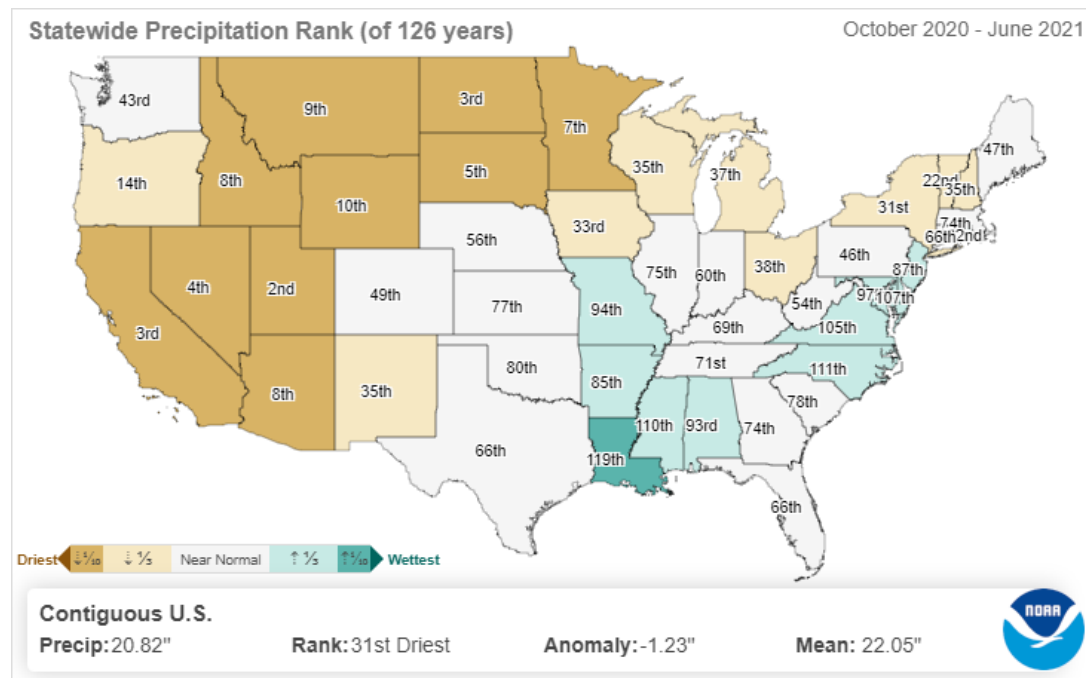 Statewide Precipitation Rank (of 126 years)
October 2020 - June 2021
43rd
9th
3rd
7th
47th
14th
8th
10th
5th
35th
37th
22nd
35th
31st
33rd
74th
66th
56th
46th
87th
4th
2nd
49th
75th
60th
38th
107th
3rd
77th
94th
54th
105th
69th
8th
35th
80th
85th
71st
111th
78th
66th
110th
93rd
74th
119th
66th
Driest
Near Normal
Wettest
Contiguous U.S.
Precip:20.82"
Rank:31st Driest
Anomaly:-1.23"
Mean: 22.05"
NOAA